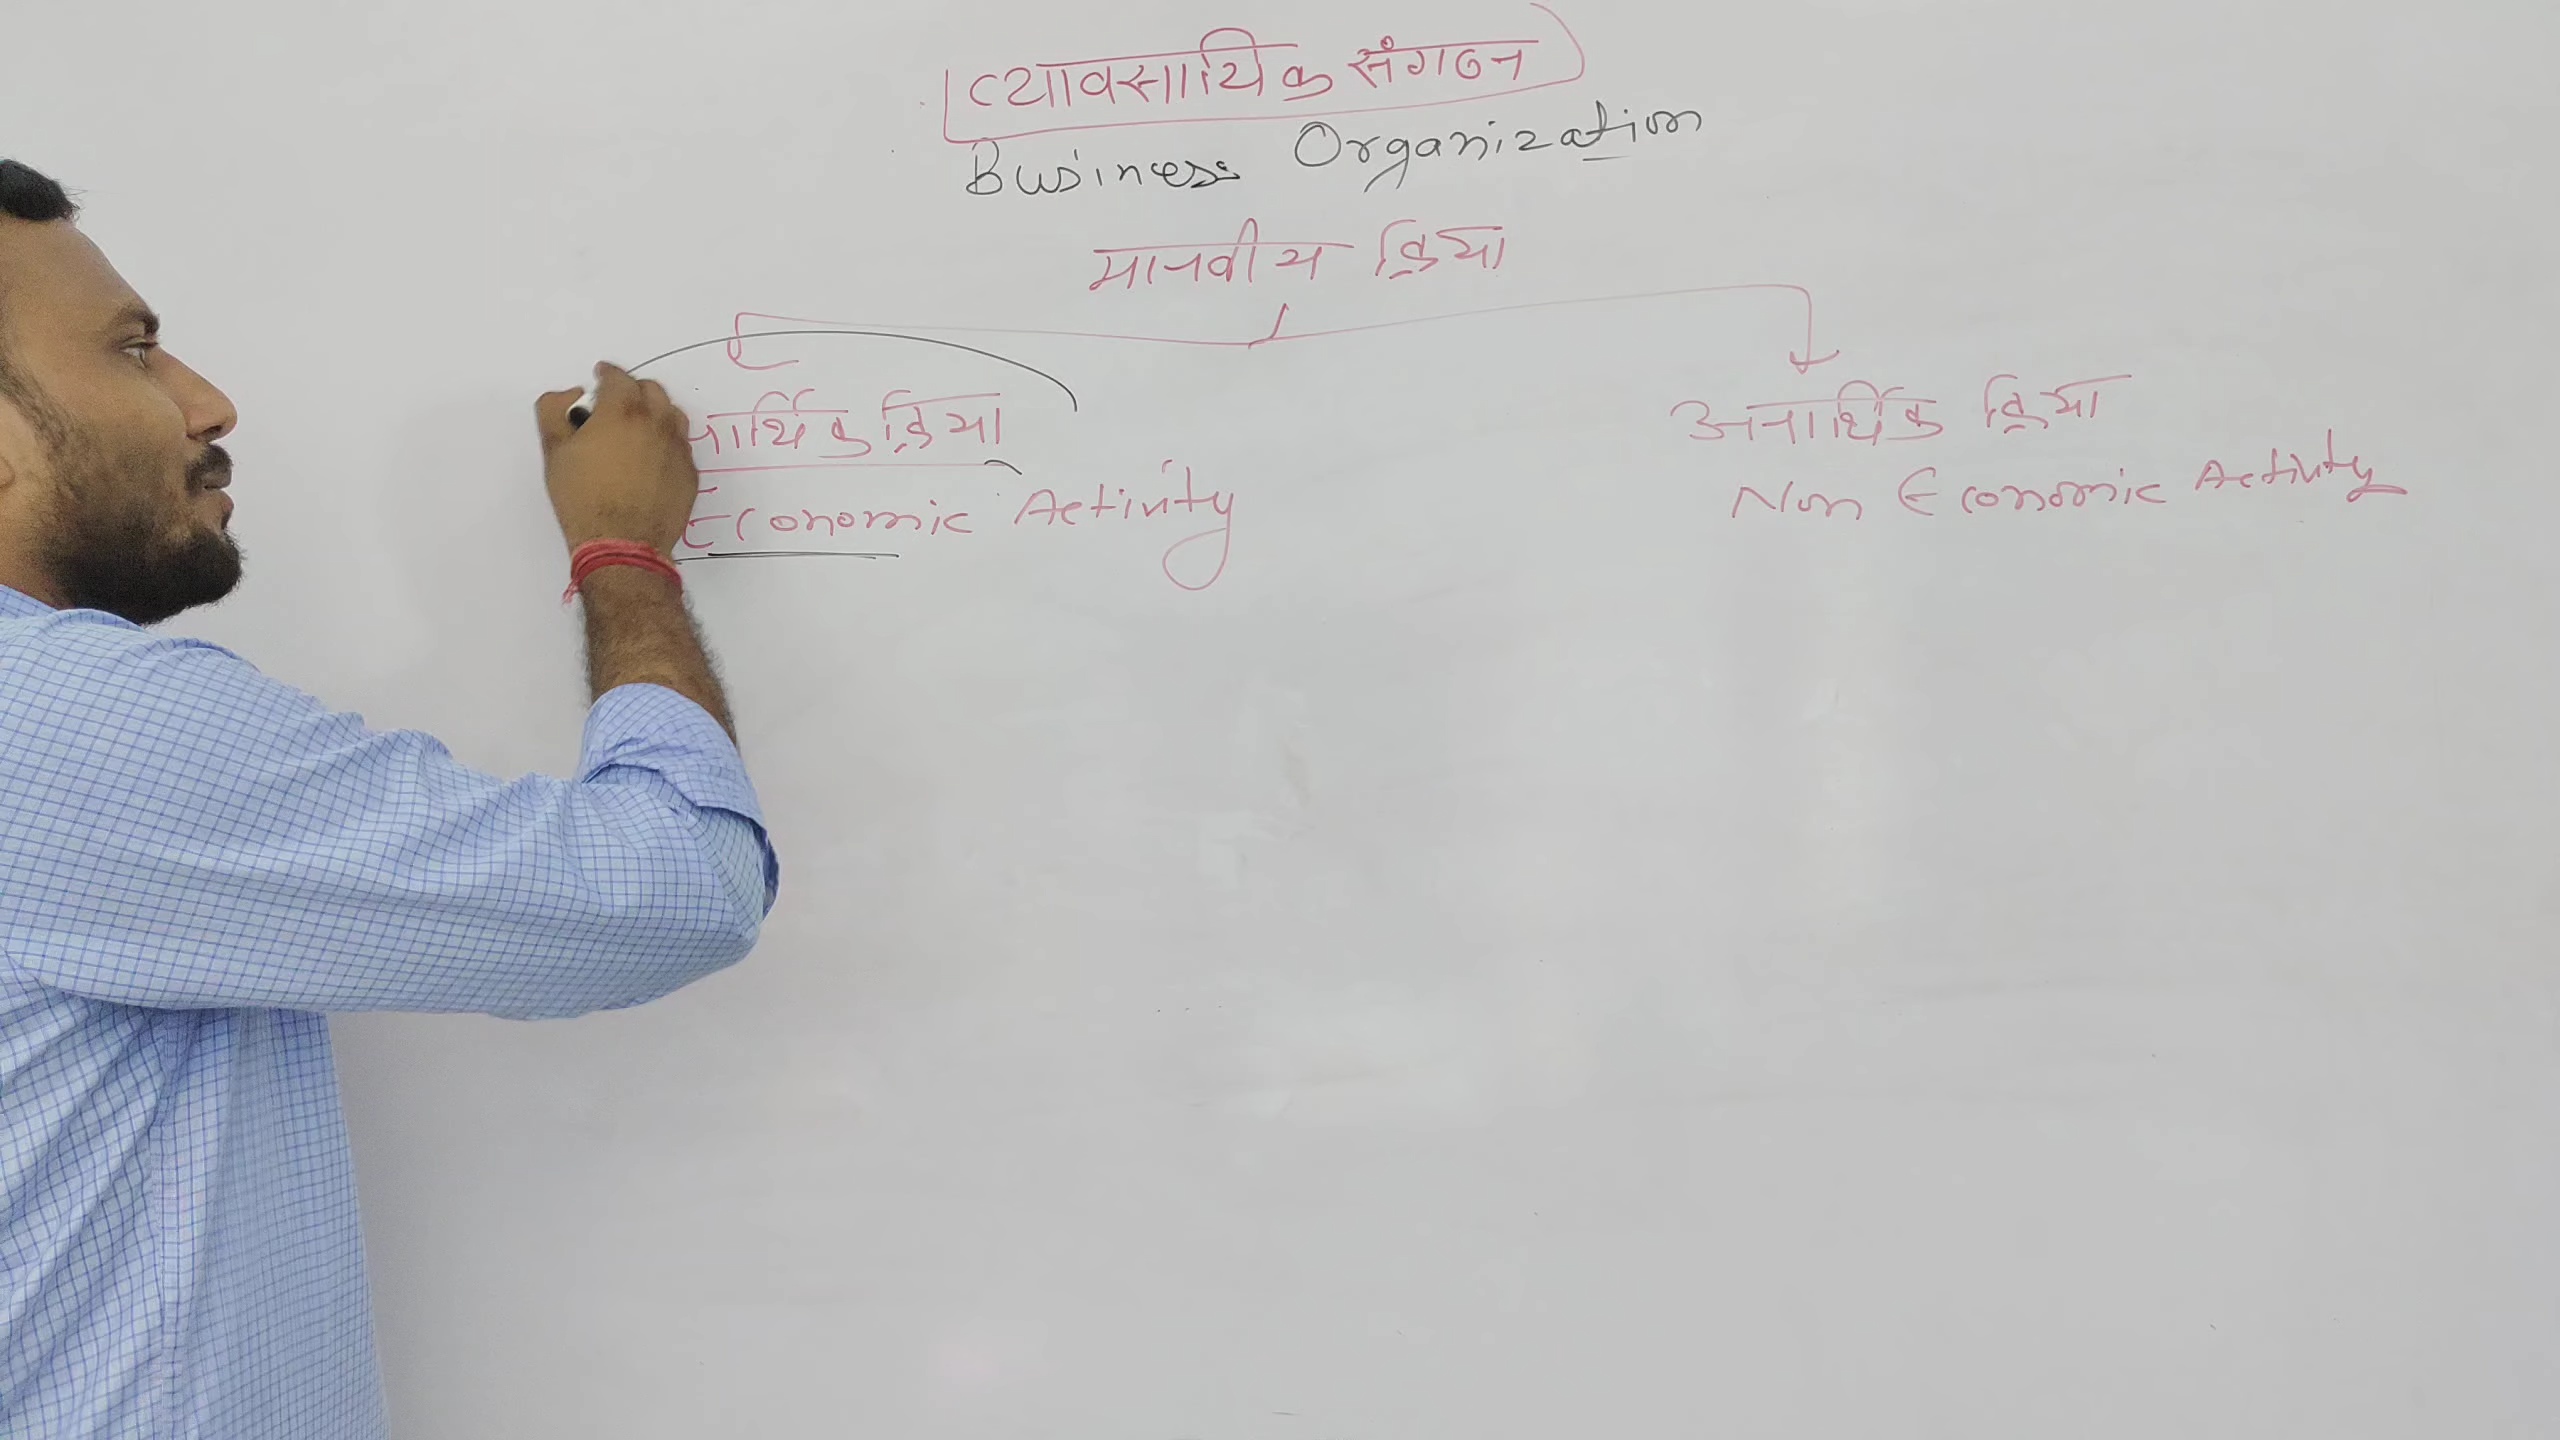 व्यावसायिक संगठन
Business Organization
मानवीय क्रिया
आर्थिक क्रिया
Economic Activity
अनार्थिक क्रिया
Non Economic Activity